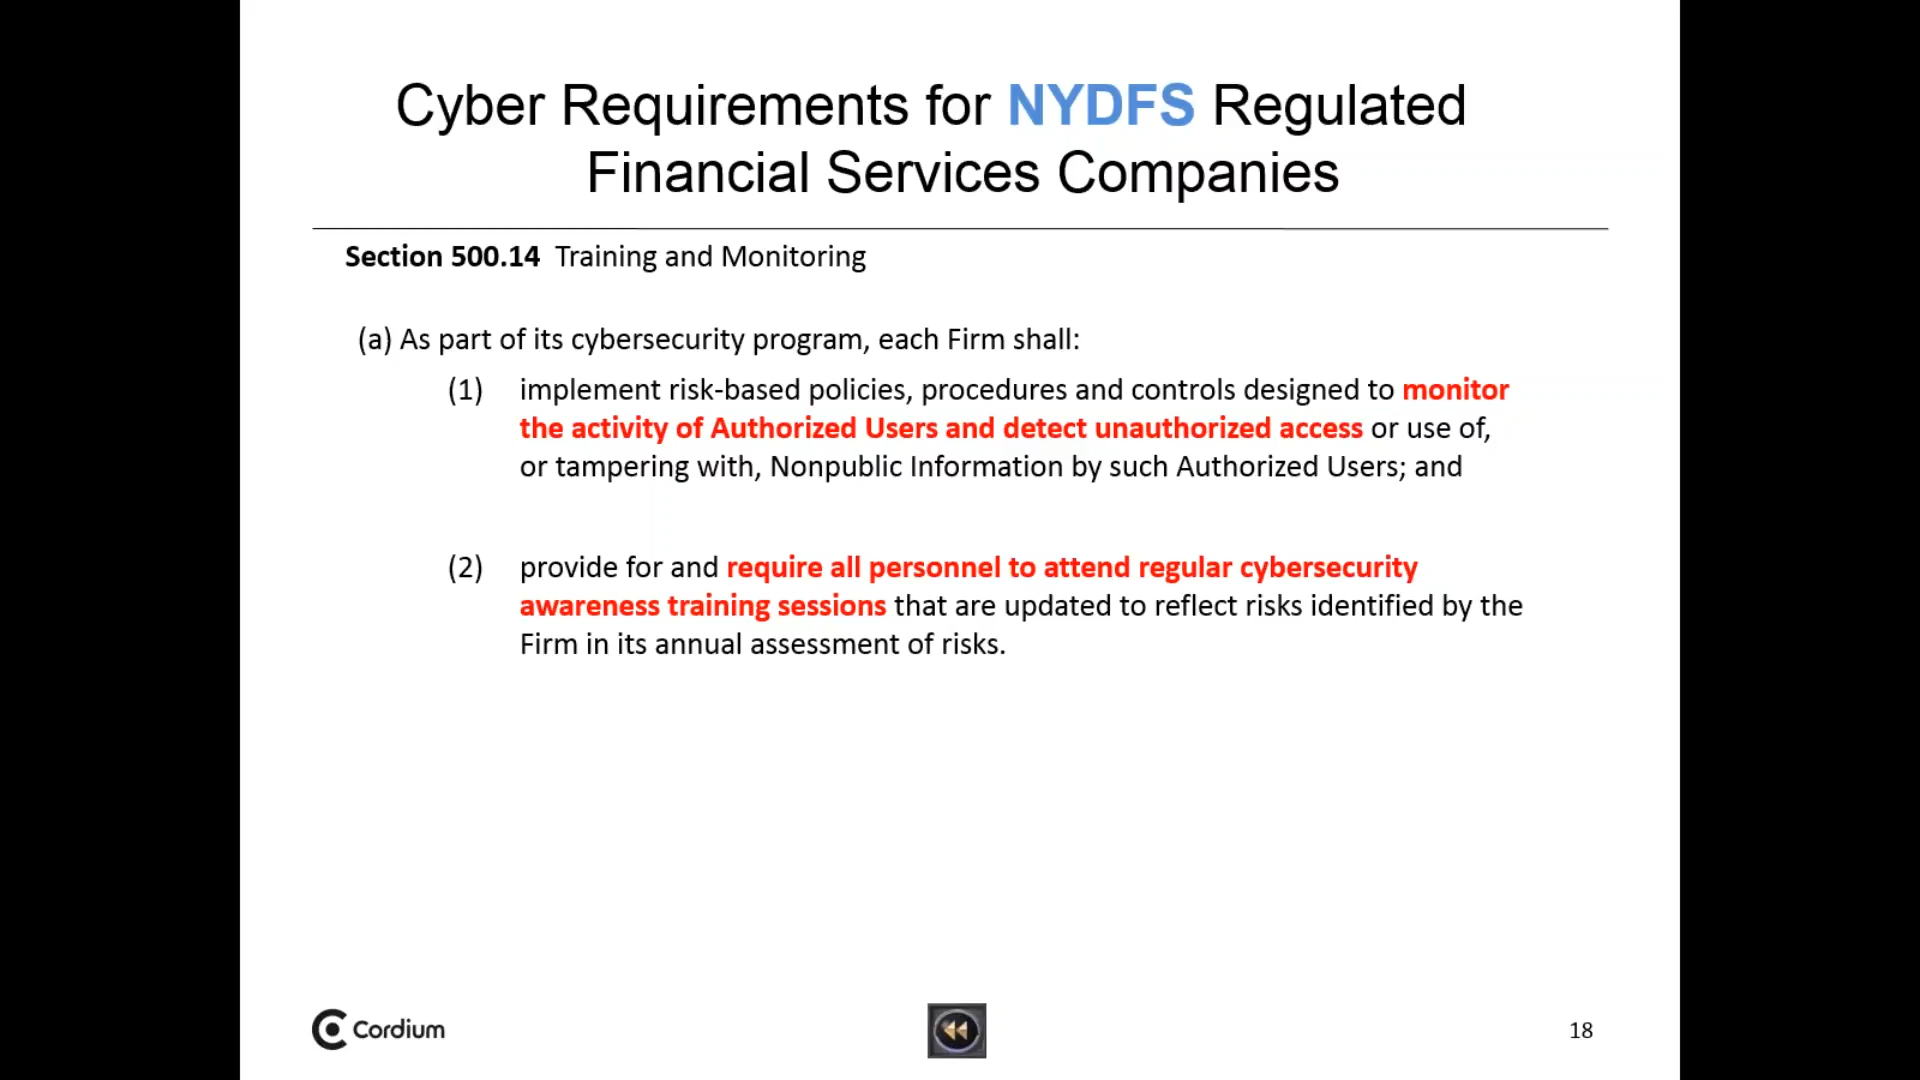 Cyber Requirements for NYDFS Regulated
Financial Services Companies
Section 500.14 Training and Monitoring
(a) As part of its cybersecurity program, each Firm shall:
(1) implement risk-based policies, procedures and controls designed to monitor
the activity of Authorized Users and detect unauthorized access or use of,
or tampering with, Nonpublic Information by such Authorized Users; and
(2) provide for and require all personnel to attend regular cybersecurity
awareness training sessions that are updated to reflect risks identified by the
Firm in its annual assessment of risks.
Cordium
18